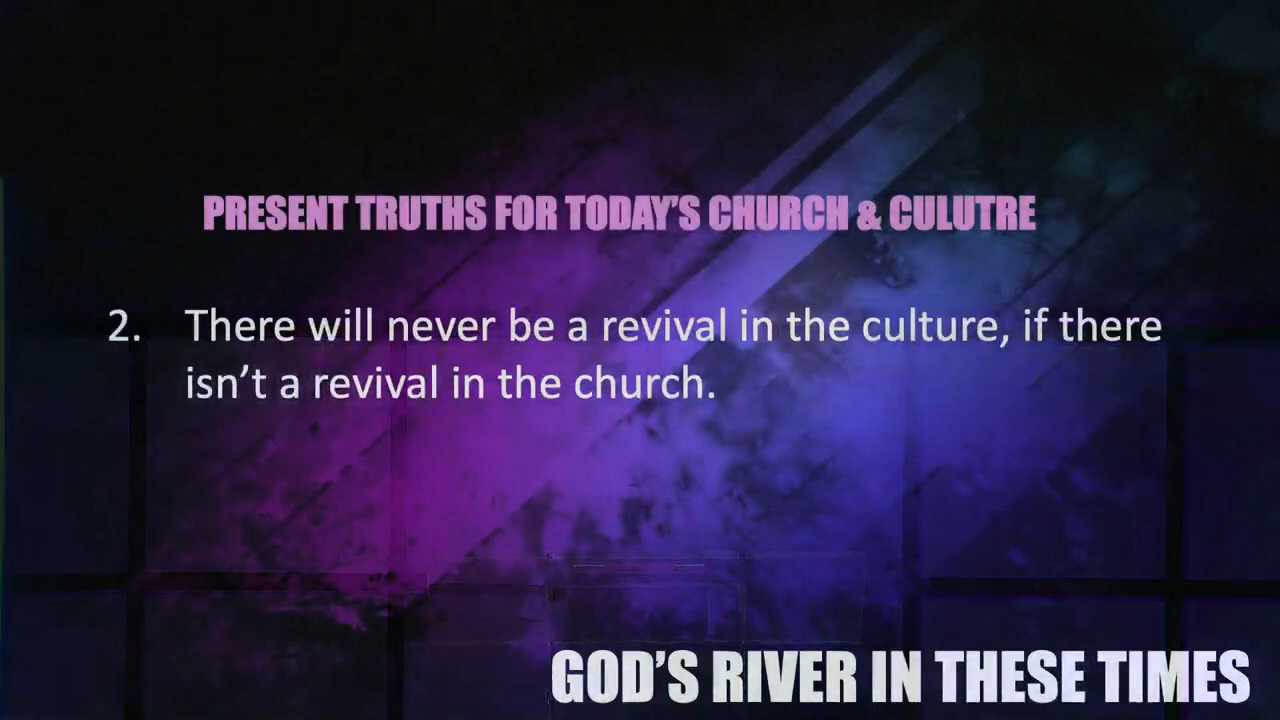 PRESENT TRUTHS FOR TODAY'S CHURCH & CULUTRE
2. There will never be a revival in the culture, if there
isn't a revival in the church.
GOD'S RIVER IN THESE TIMES